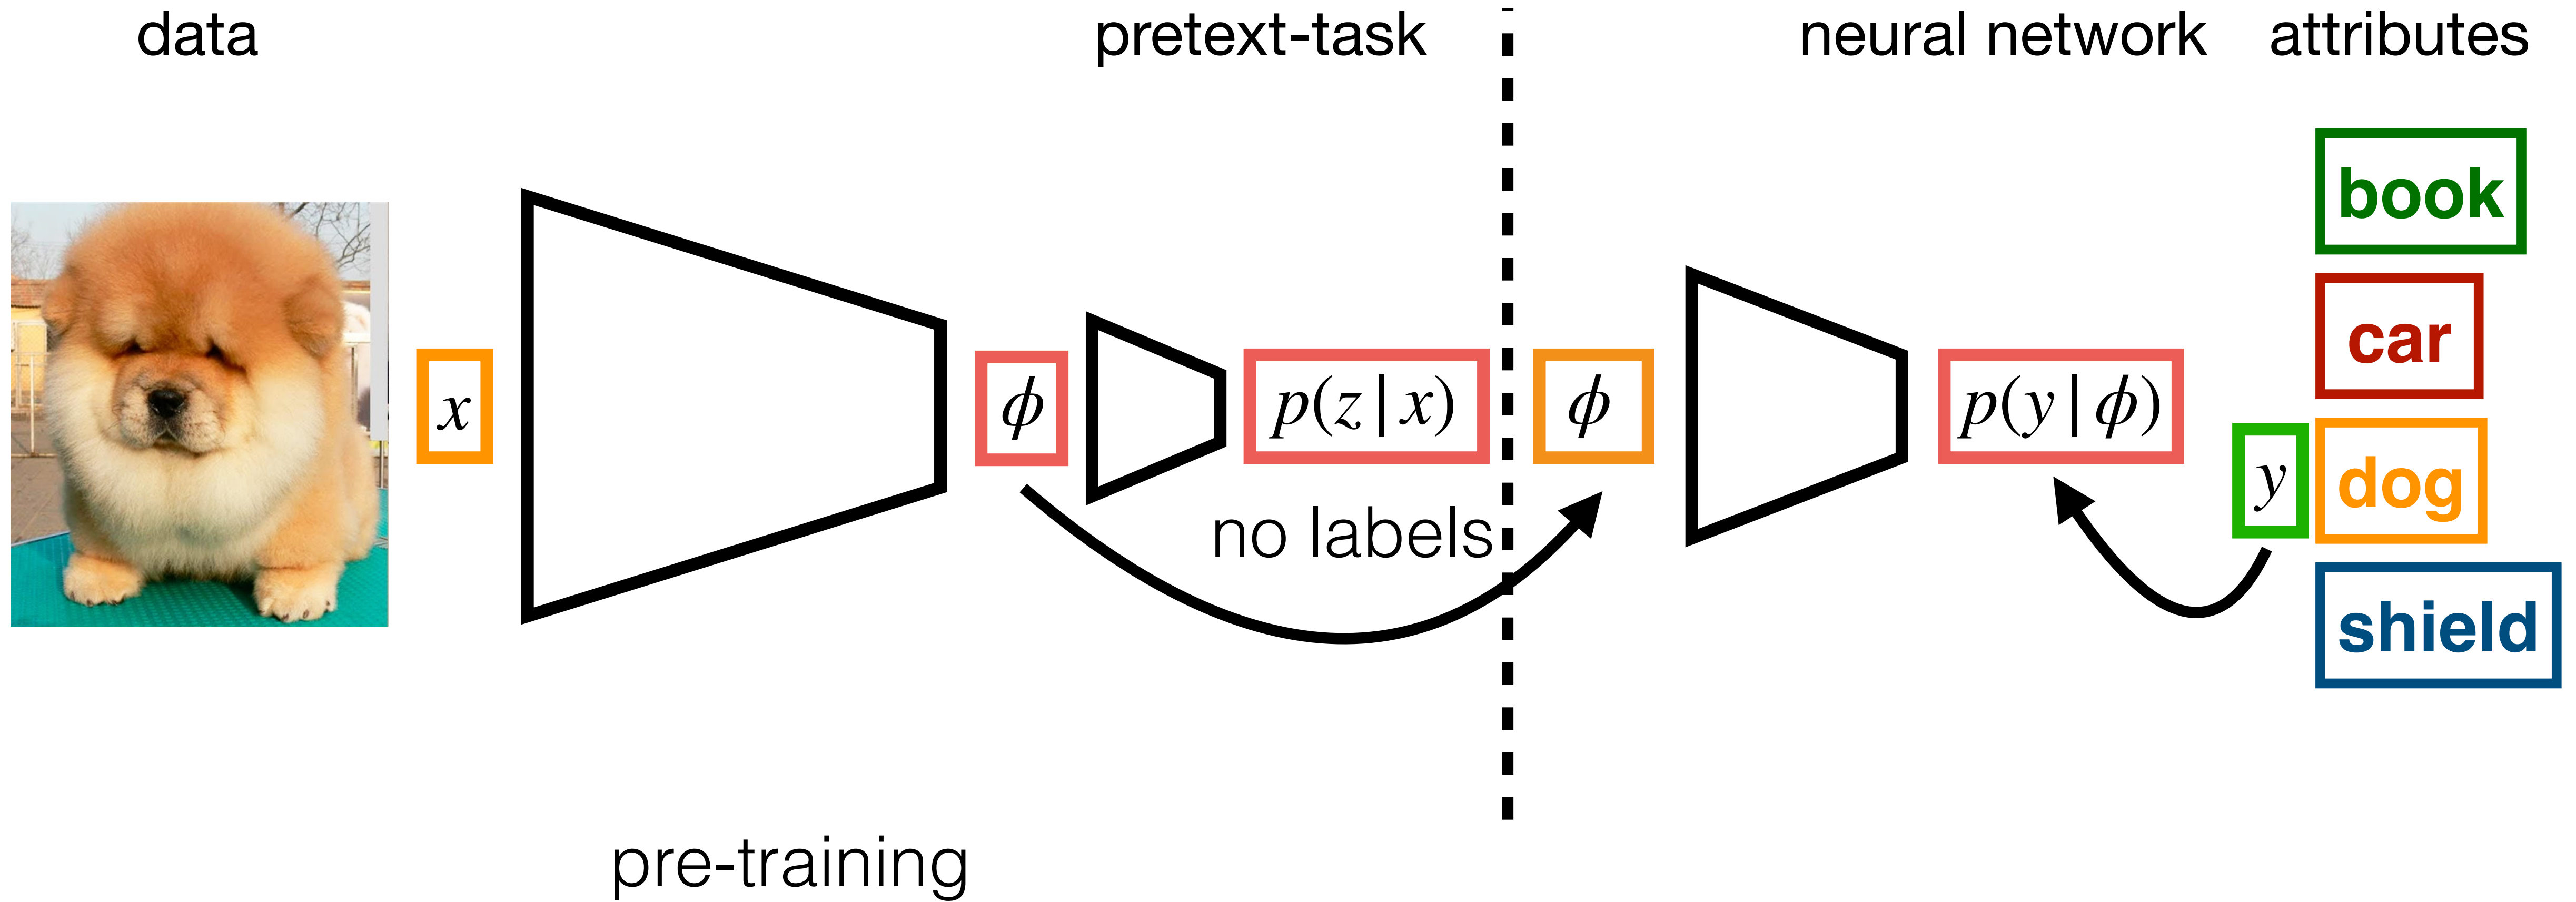 data
pretext-task
neural network
attributes
x
ϕ
p(z|x)
no labels
ϕ
p(y|ϕ)
y
book
car
dog
shield
pre-training